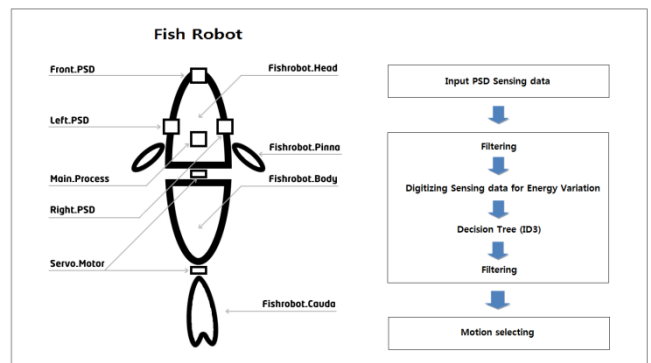 Fish Robot
Front.PSD
Fishrobot.Head
Left.PSD
Fishrobot.Pinna
Main.Process
Fishrobot.Body
Right.PSD
Servo.Motor
Fishrobot.Cauda
Input PSD Sensing data
Filtering
Digitizing Sensing data for Energy Variation
Decision Tree (ID3)
Filtering
Motion selecting